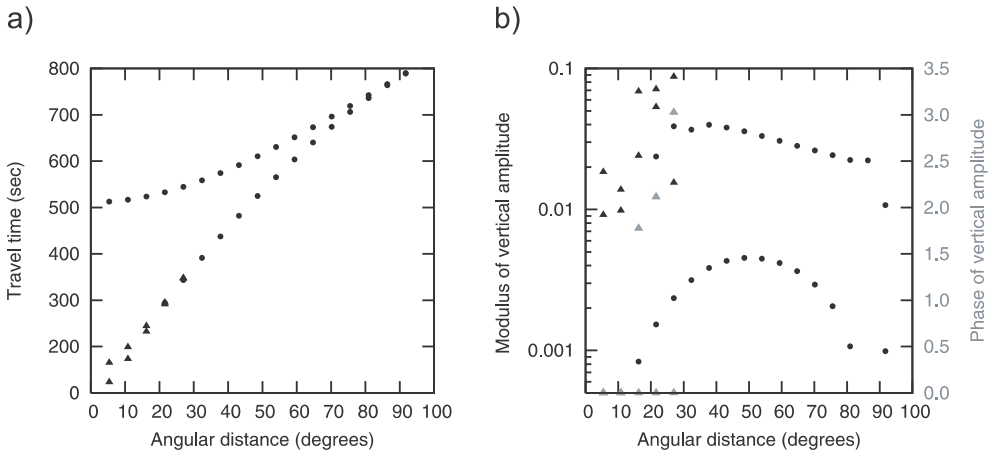 a)
800
700
600
500
400
300
200
100
0
Travel time (sec)
0 10 20 30 40 50 60 70 80 90 100
Angular distance (degrees)
b)
0.1
0.01
0.001
Modulus of vertical amplitude
3.5
3.0
2.5
2.0
1.5
1.0
0.5
0.0
Phase of vertical amplitude
0 10 20 30 40 50 60 70 80 90 100
Angular distance (degrees)